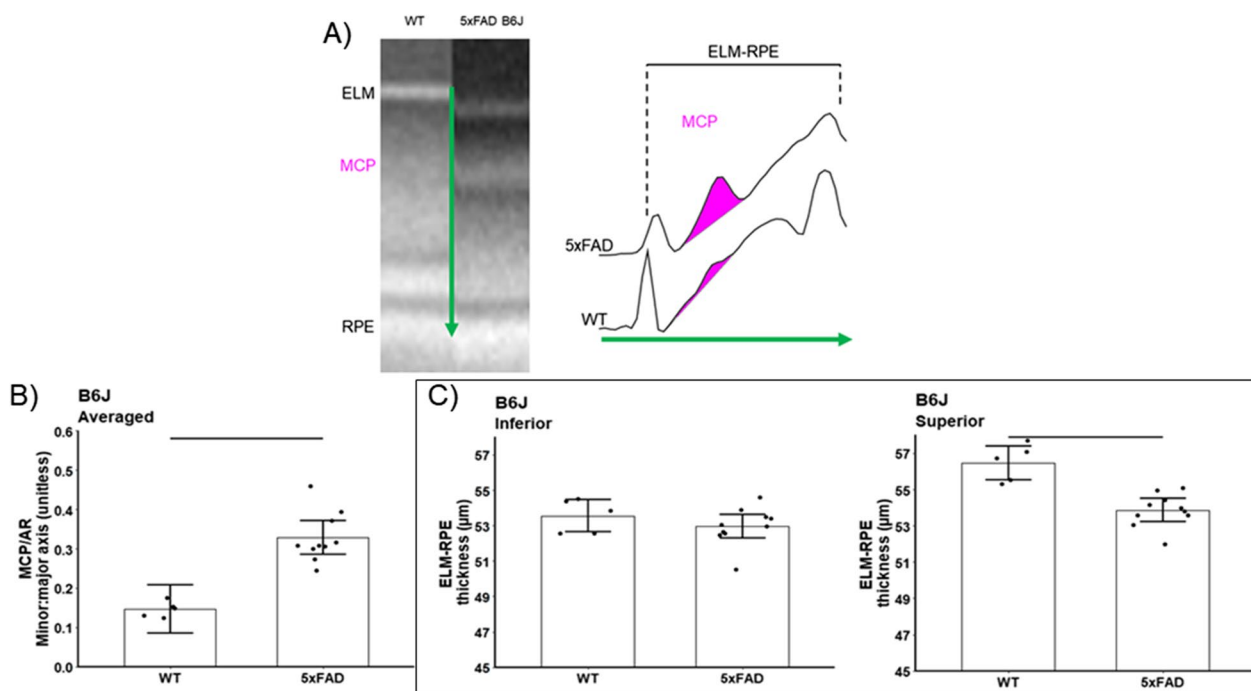 A)
WT
5xFAD B6J
ELM
MCP
RPE
ELM-RPE
MCP
5xFAD
WT
B)
B6J
Averaged
MCP/AR
Minor:major axis (unitless)
0.6
0.5
0.4
0.3
0.2
0.1
0.0
WT
5xFAD
C)
B6J
Inferior
ELM-RPE
thickness (µm)
57
55
53
51
49
47
45
WT
5xFAD
B6J
Superior
ELM-RPE
thickness (µm)
57
55
53
51
49
47
45
WT
5xFAD